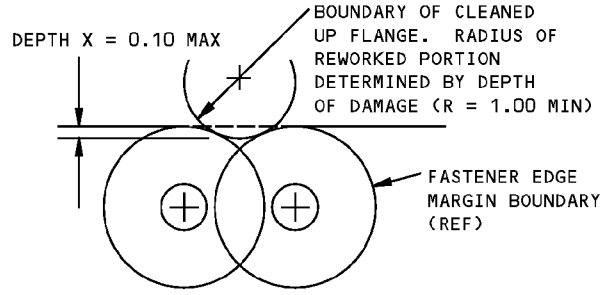 BOUNDARY OF CLEANED
UP FLANGE. RADIUS OF
REWORKED PORTION
DETERMINED BY DEPTH
OF DAMAGE (R = 1.00 MIN)
DEPTH X = 0.10 MAX
FASTENER EDGE
MARGIN BOUNDARY
(REF)